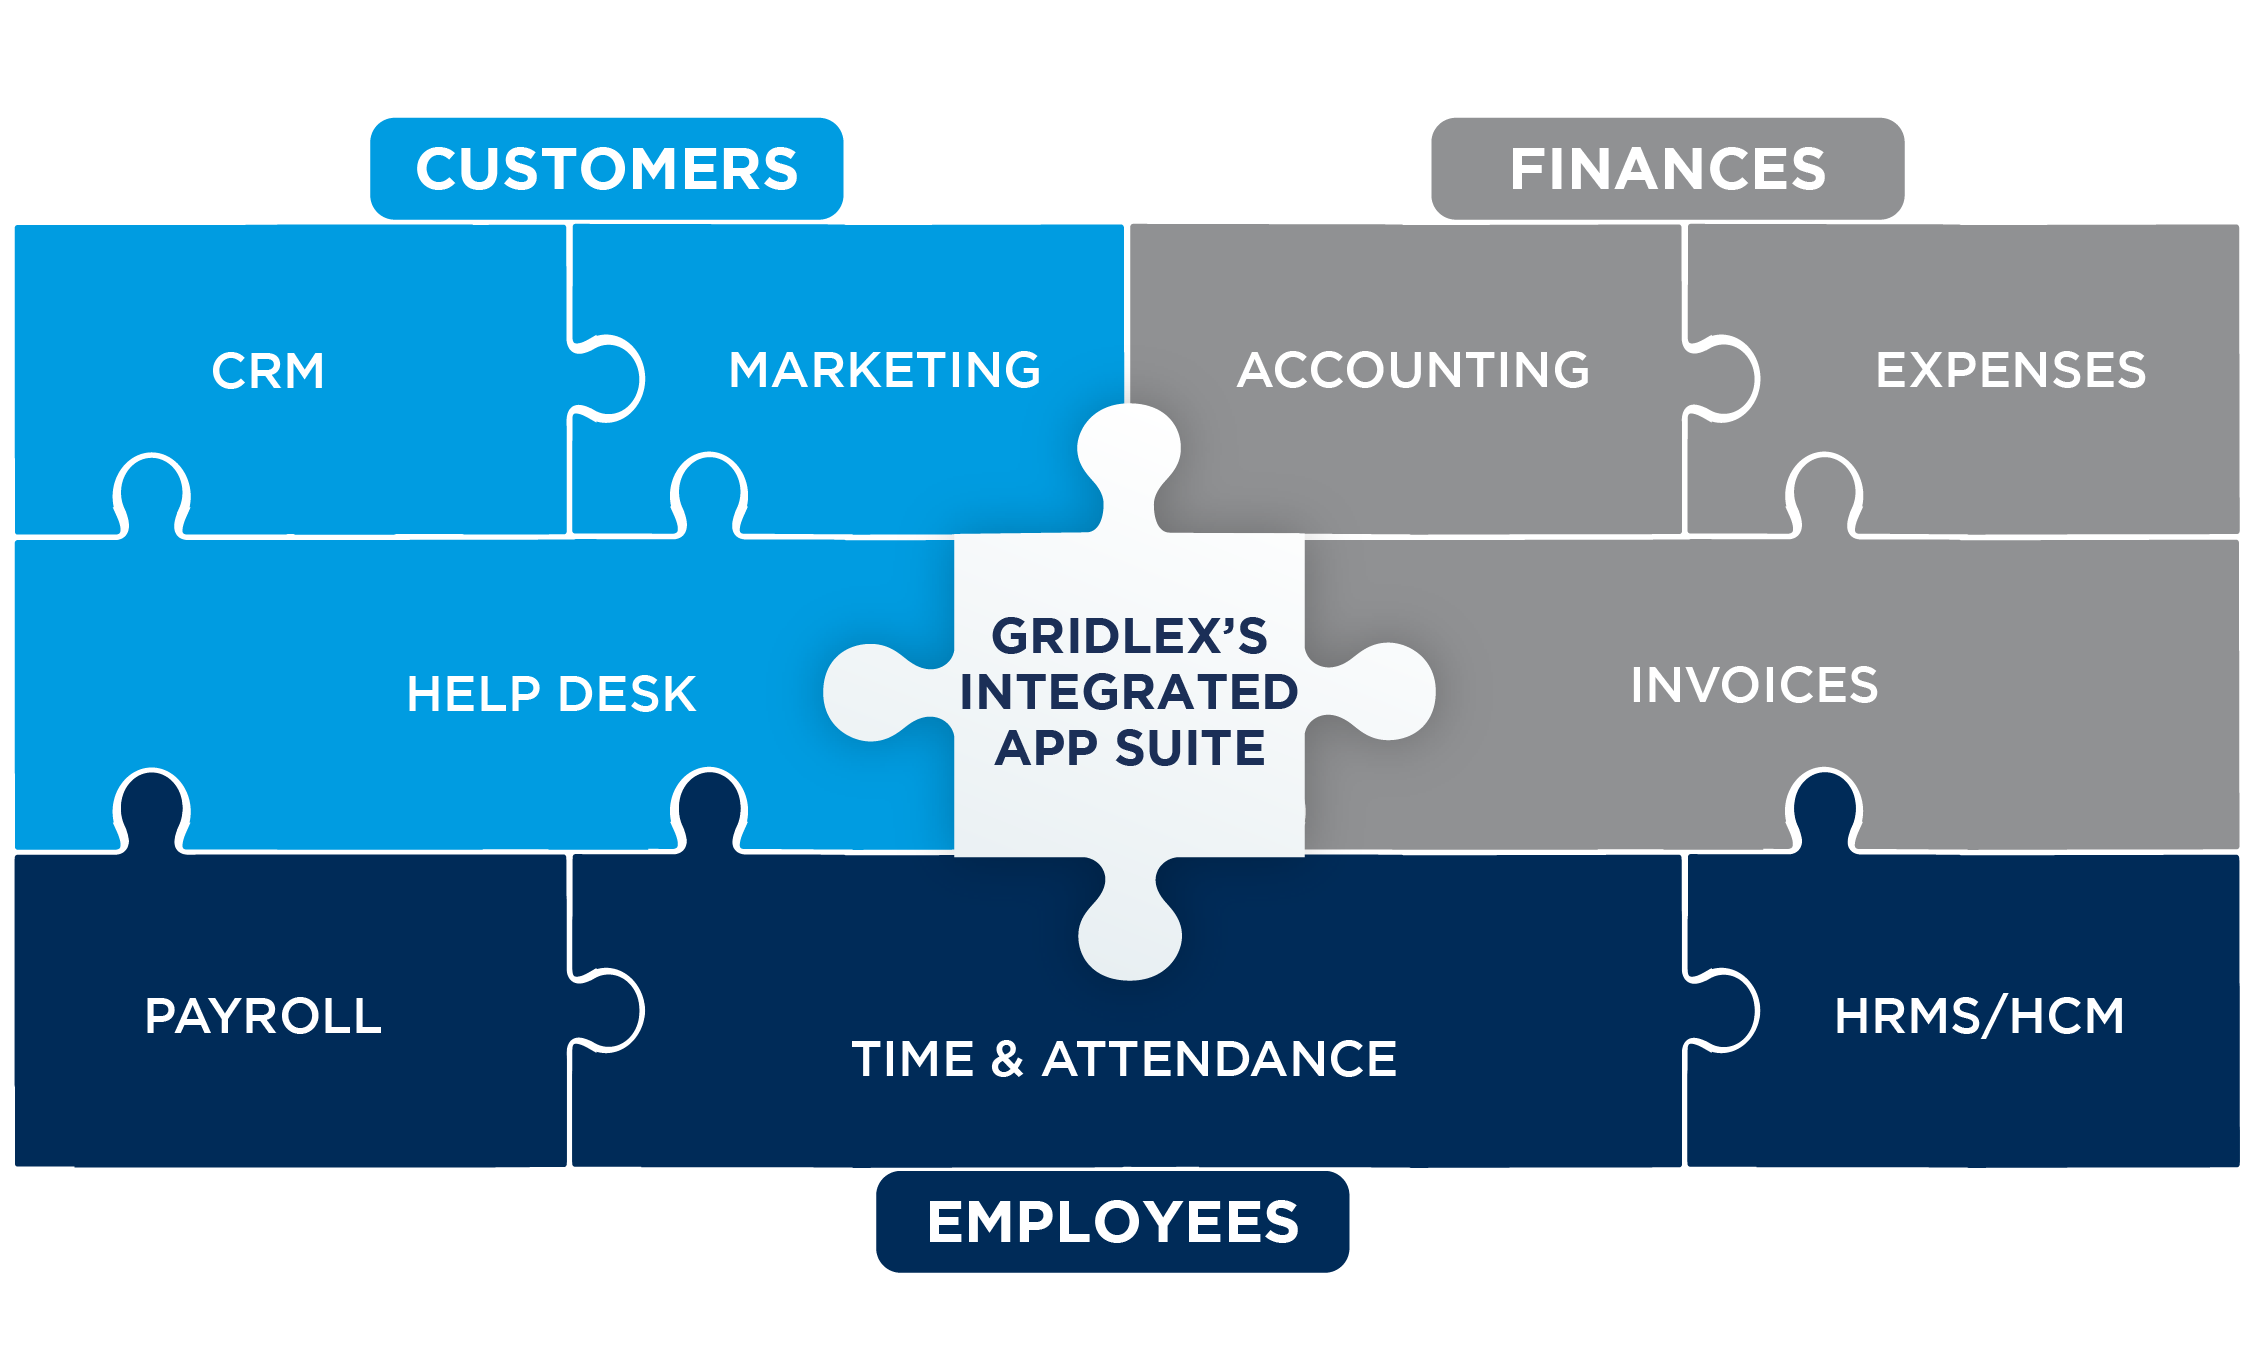 CUSTOMERS
FINANCES
CRM
MARKETING
ACCOUNTING
EXPENSES
HELP DESK
GRIDLEX’S
INTEGRATED
APP SUITE
INVOICES
PAYROLL
TIME & ATTENDANCE
HRMS/HCM
EMPLOYEES